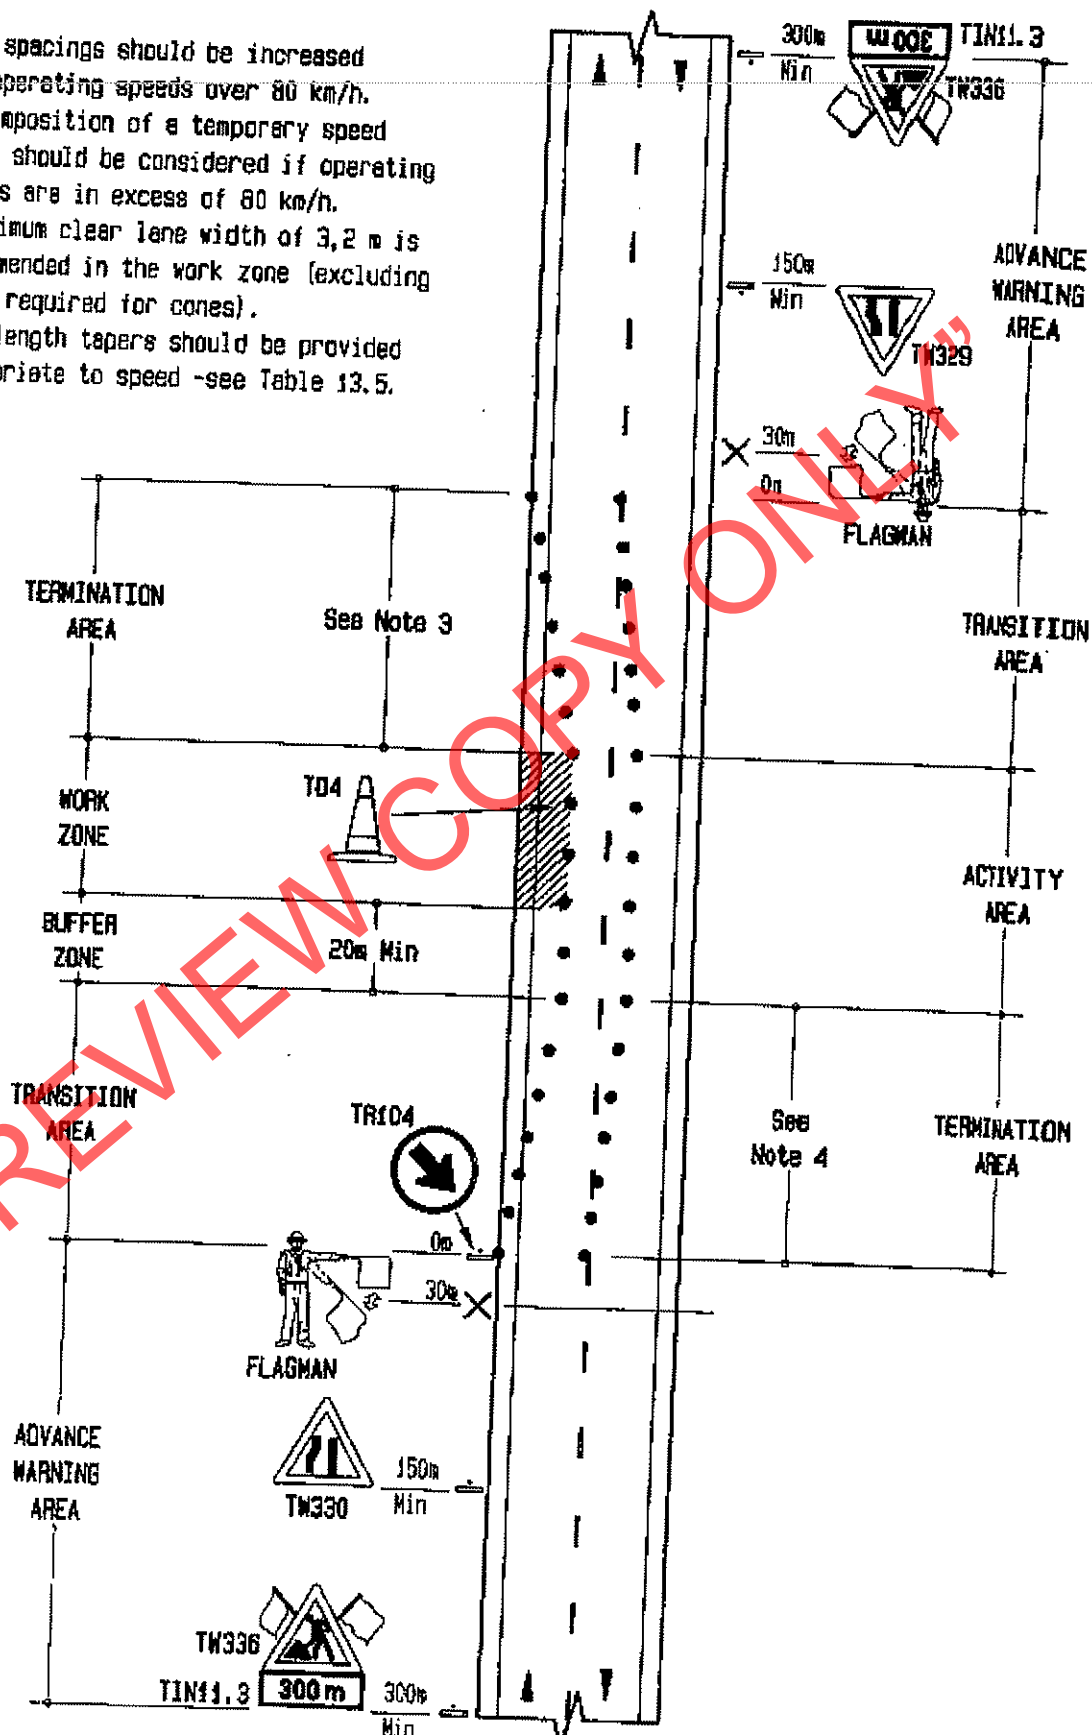 spacings should be increased
operating speeds over 80 km/h.
mposition of a temporary speed
should be considered if operating
s are in excess of 80 km/h.
imum clear lane width of 3,2 m is
mended in the work zone (excluding
required for cones).
length tapers should be provided
opriate to speed -see Table 13.5.
300m
Min
300m
TIN11.3
TW336
150m
Min
TW329
ADVANCE
WARNING
AREA
30m
0m
FLAGMAN
TERMINATION
AREA
See Note 3
TRANSITION
AREA
WORK
ZONE
TD4
ACTIVITY
AREA
BUFFER
ZONE
20m Min
TRANSITION
AREA
TR104
See
Note 4
TERMINATION
AREA
0m
30m
FLAGMAN
ADVANCE
WARNING
AREA
TW330
150m
Min
TW336
TIN11.3
300m
300m
Min
PREVIEW COPY ONLY”